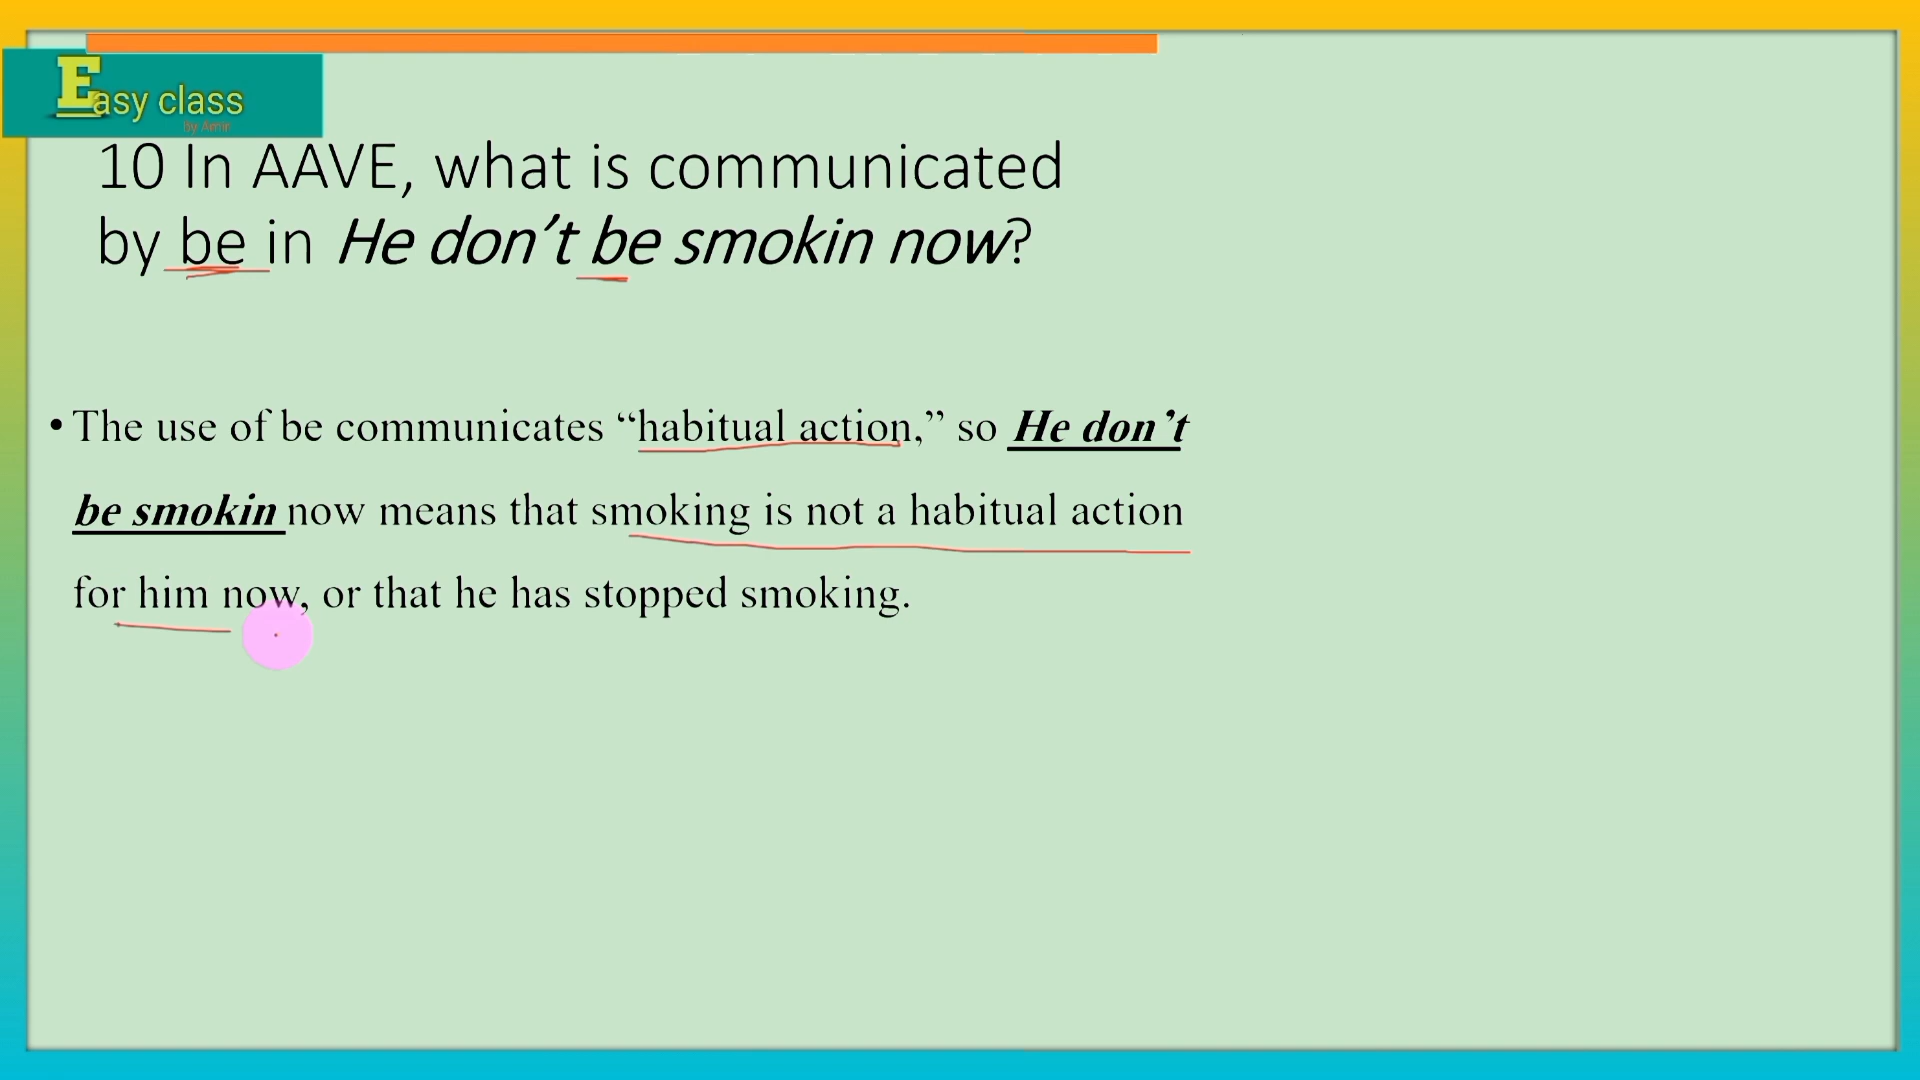 Easy class
By Amir
10 In AAVE, what is communicated
by be in He don’t be smokin now?
• The use of be communicates “habitual action,” so He don’t
be smokin now means that smoking is not a habitual action
for him now, or that he has stopped smoking.